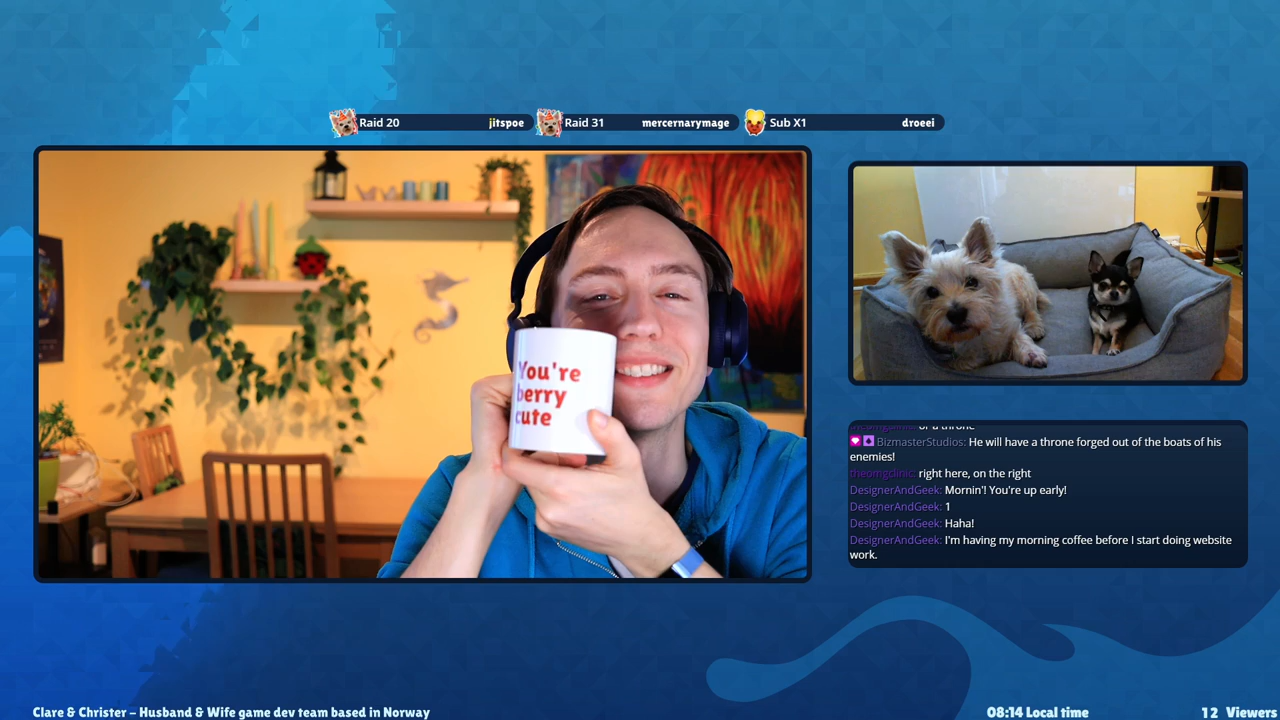 Raid 20 jitspoe Raid 31 mercernarymage Sub X1 droeei
You're
berry
cute
or a throne
BizmasterStudios: He will have a throne forged out of the boats of his
enemies!
theomgclinic: right here, on the right
DesignerAndGeek: Mornin'! You're up early!
DesignerAndGeek: 1
DesignerAndGeek: Haha!
DesignerAndGeek: I'm having my morning coffee before I start doing website
work.
Clare & Christer – Husband & Wife game dev team based in Norway
08:14 Local time 12 Viewers